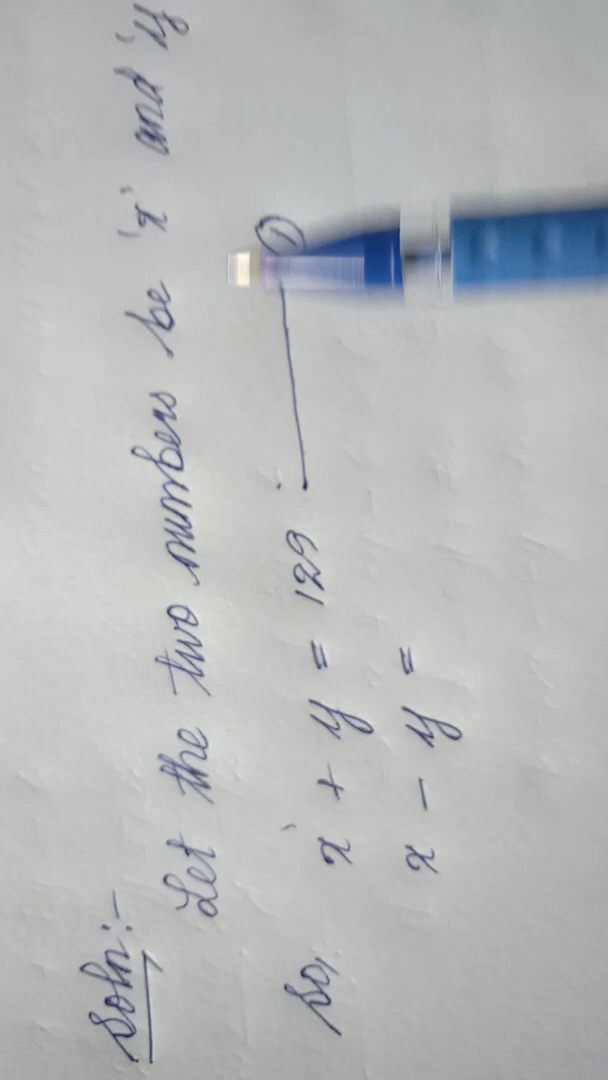 Soln:-
Let the two numbers be 'x' and 'y
So, x + y = 129 ①
x - y =